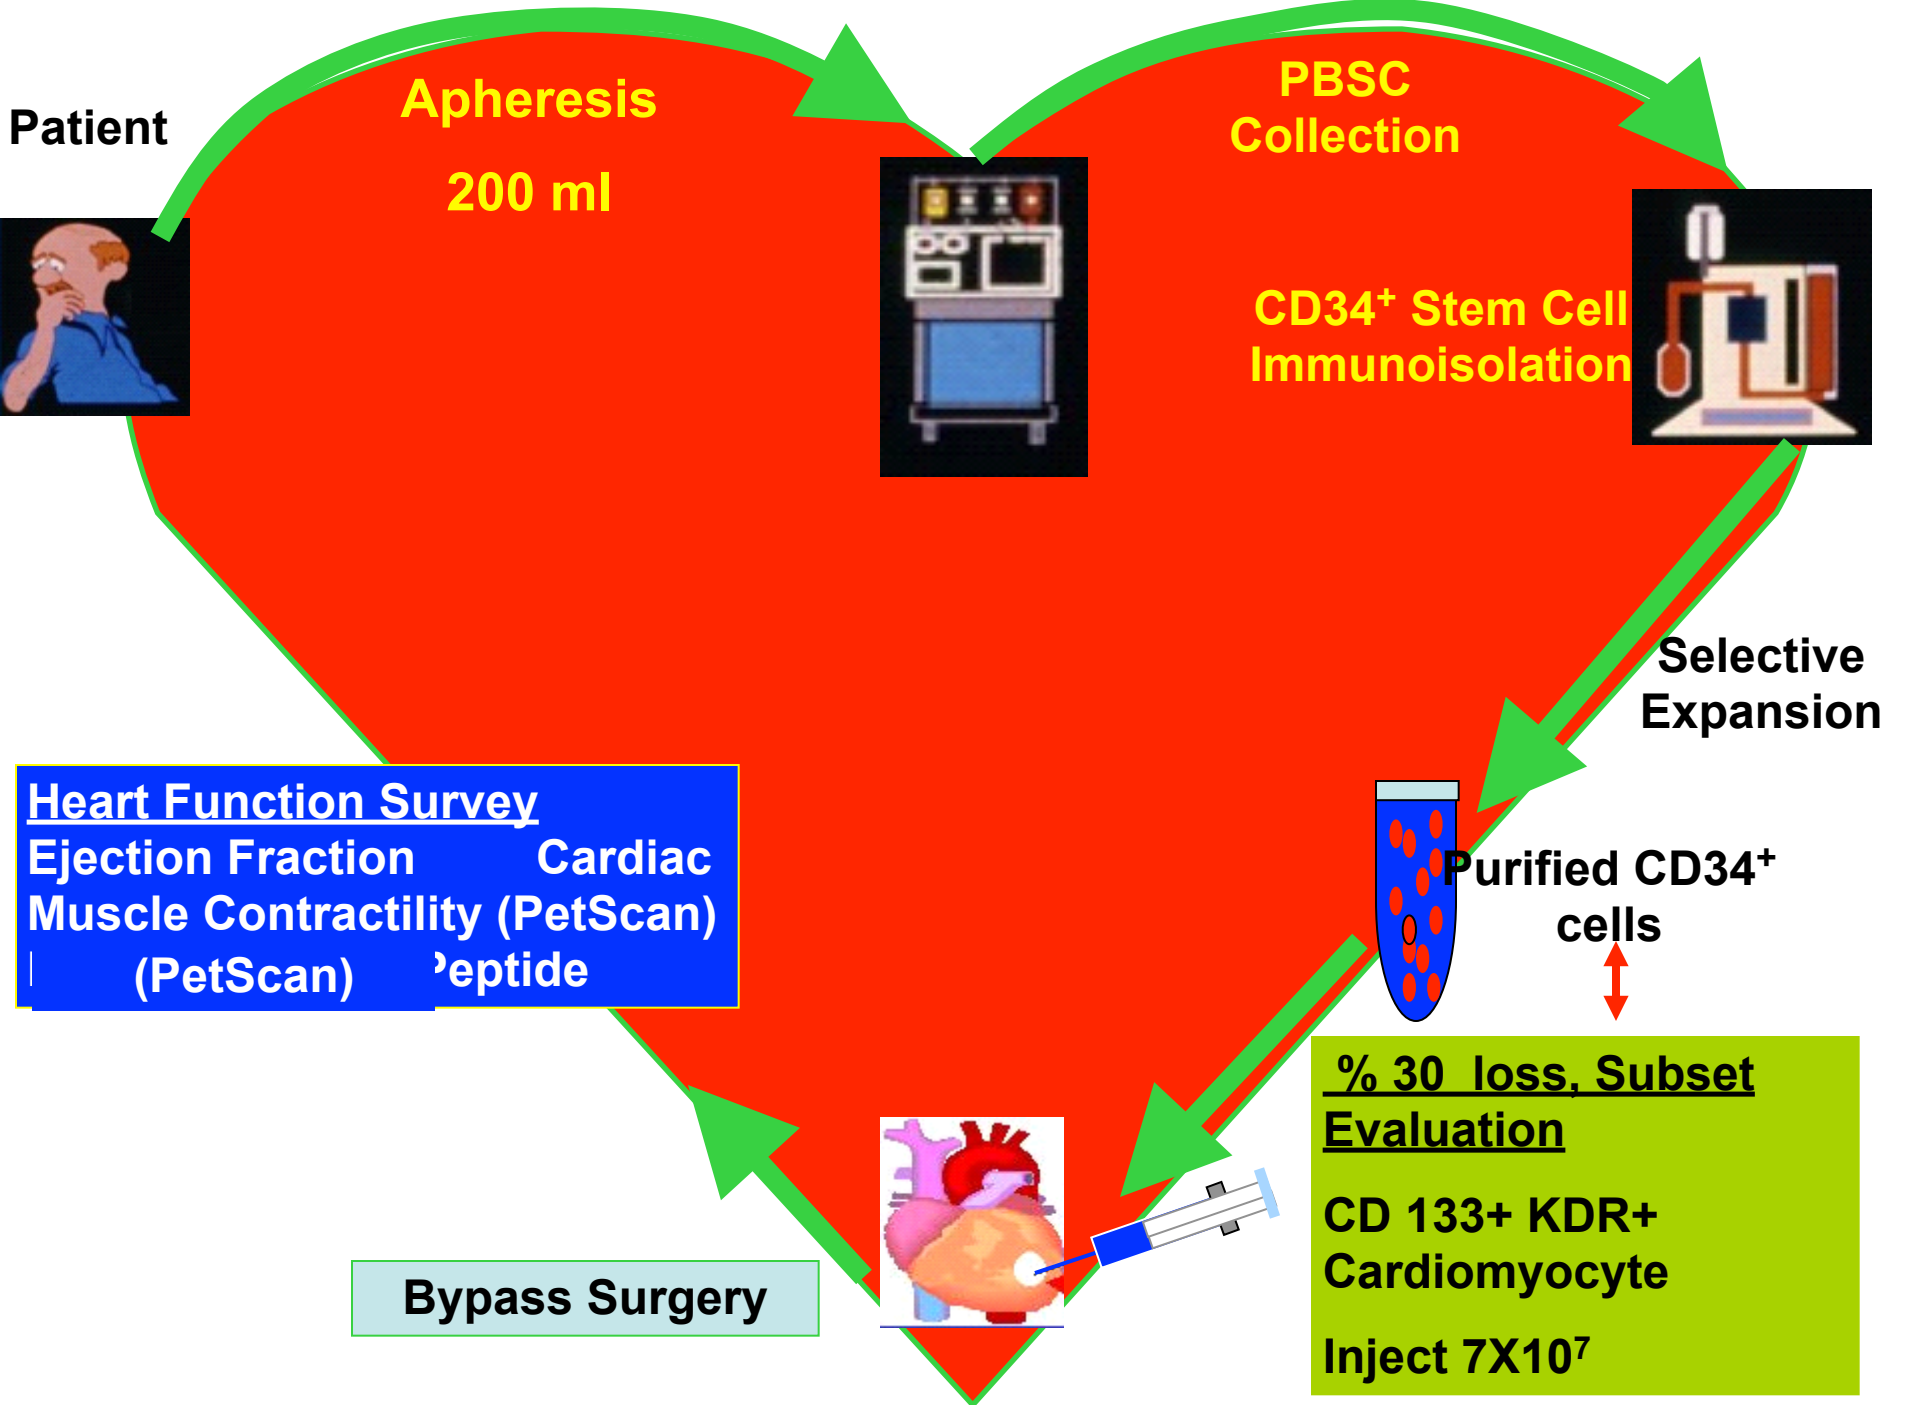 Patient
Apheresis
200 ml
PBSC
Collection
CD34⁺ Stem Cell
Immunoisolation
Selective
Expansion
Purified CD34⁺
cells
% 30 loss, Subset
Evaluation
CD 133+ KDR+
Cardiomyocyte
Inject 7X10⁷
Bypass Surgery
Heart Function Survey
Ejection Fraction Cardiac
Muscle Contractility (PetScan)
(PetScan) Peptide